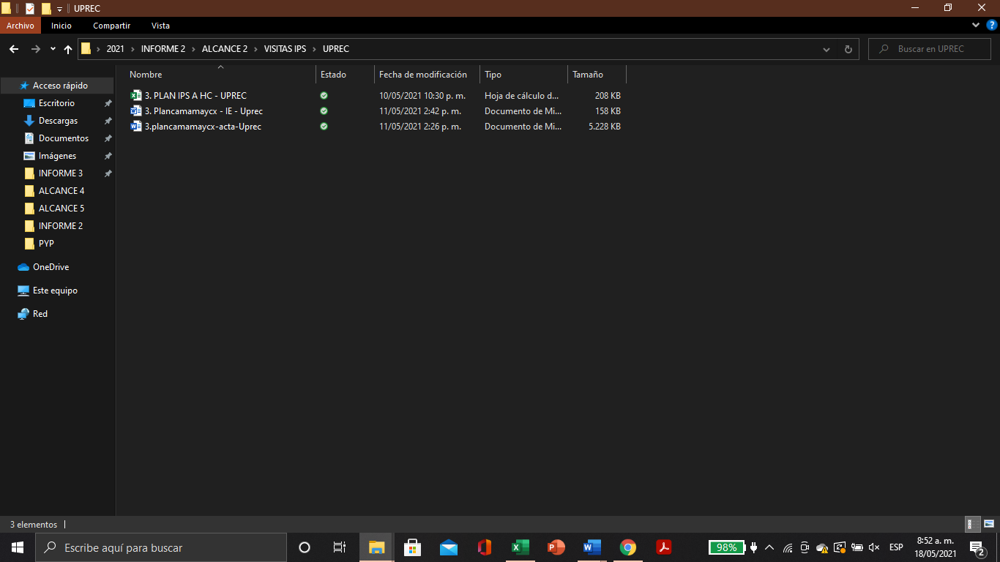 UPREC
Archivo Inicio Compartir Vista
2021 INFORME 2 ALCANCE 2 VISITAS IPS UPREC
Buscar en UPREC
Nombre Estado Fecha de modificación Tipo Tamaño
3. PLAN IPS A HC - UPREC 10/05/2021 10:30 p. m. Hoja de cálculo d... 208 KB
3. Plancamamaycx - IE - Uprec 11/05/2021 2:42 p. m. Documento de Mi... 158 KB
3.plancamamaycx-acta-Uprec 11/05/2021 2:26 p. m. Documento de Mi... 5.228 KB
Acceso rápido
Escritorio
Descargas
Documentos
Imágenes
INFORME 3
ALCANCE 4
ALCANCE 5
INFORME 2
PYP
OneDrive
Este equipo
Red
3 elementos
Escribe aquí para buscar
98%
ESP
8:52 a. m.
18/05/2021
2